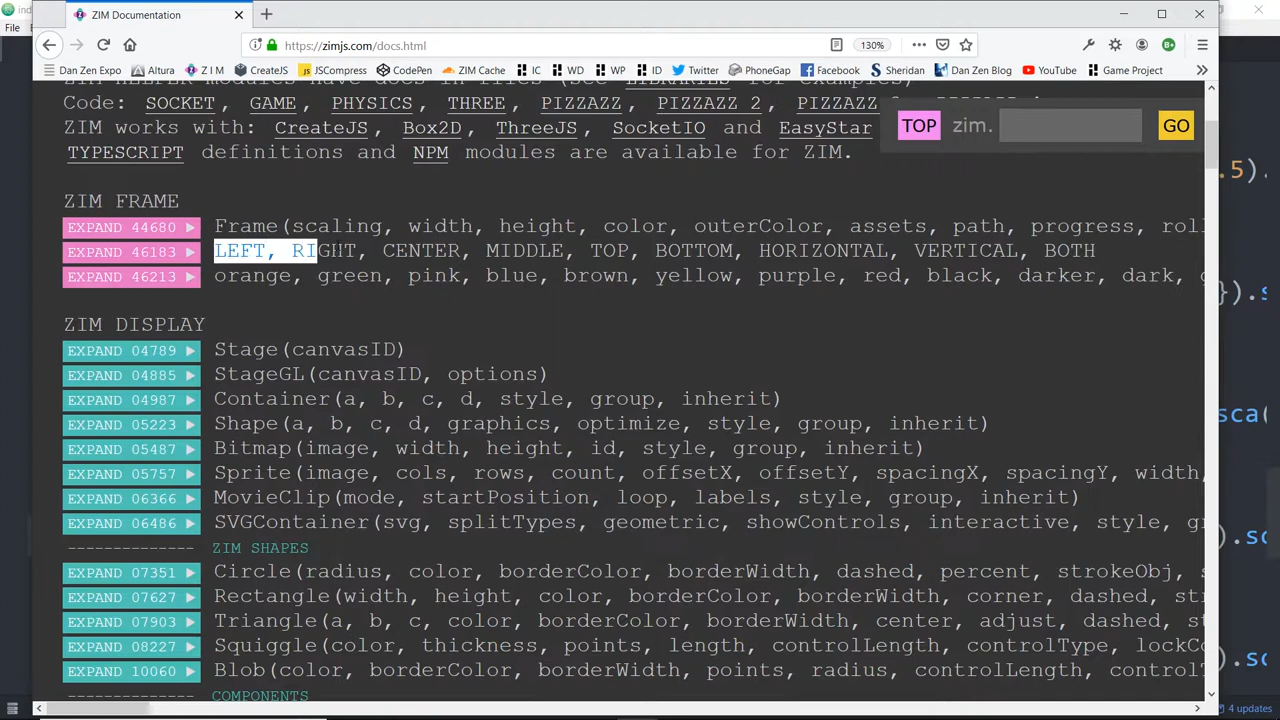 ind
ZIM Documentation
File
https://zimjs.com/docs.html
130%
Dan Zen Expo
Altura
Z I M
CreateJS
JSCompress
CodePen
ZIM Cache
IC
WD
WP
ID
Twitter
PhoneGap
Facebook
Sheridan
Dan Zen Blog
YouTube
Game Project
Code: SOCKET, GAME, PHYSICS, THREE, PIZZAZZ, PIZZAZZ 2, PIZZAZZ
TOP zim. GO
ZIM works with: CreateJS, Box2D, ThreeJS, SocketIO and EasyStar
TYPESCRIPT definitions and NPM modules are available for ZIM.
.5).
ZIM FRAME
EXPAND 44680 Frame(scaling, width, height, color, outerColor, assets, path, progress, roll
EXPAND 46183 LEFT, RIGHT, CENTER, MIDDLE, TOP, BOTTOM, HORIZONTAL, VERTICAL, BOTH
EXPAND 46213 orange, green, pink, blue, brown, yellow, purple, red, black, darker, dark, g
}).s
ZIM DISPLAY
EXPAND 04789 Stage(canvasID)
EXPAND 04885 StageGL(canvasID, options)
EXPAND 04987 Container(a, b, c, d, style, group, inherit)
.sca(
EXPAND 05223 Shape(a, b, c, d, graphics, optimize, style, group, inherit)
EXPAND 05487 Bitmap(image, width, height, id, style, group, inherit)
EXPAND 05757 Sprite(image, cols, rows, count, offsetX, offsetY, spacingX, spacingY, width,
EXPAND 06366 MovieClip(mode, startPosition, loop, labels, style, group, inherit)
EXPAND 06486 SVGContainer(svg, splitTypes, geometric, showControls, interactive, style, gr
).sc
-------------- ZIM SHAPES
EXPAND 07351 Circle(radius, color, borderColor, borderWidth, dashed, percent, strokeObj, s
EXPAND 07627 Rectangle(width, height, color, borderColor, borderWidth, corner, dashed, str
EXPAND 07903 Triangle(a, b, c, color, borderColor, borderWidth, center, adjust, dashed, st
EXPAND 08227 Squiggle(color, thickness, points, length, controlLength, controlType, lockCo
).sc
EXPAND 10060 Blob(color, borderColor, borderWidth, points, radius, controlLength, controlT
-------------- COMPONENTS
4 updates